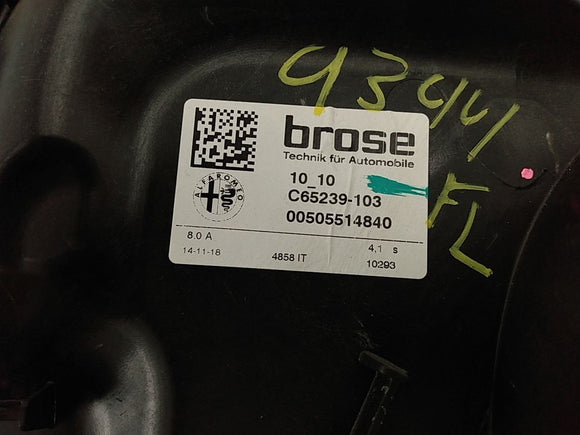 9394
brose
Technik für Automobile
ALFA ROMEO
10_10
C65239-103
00505514840
FL
8.0 A
4,1 s
14-11-18
4858 IT
10293